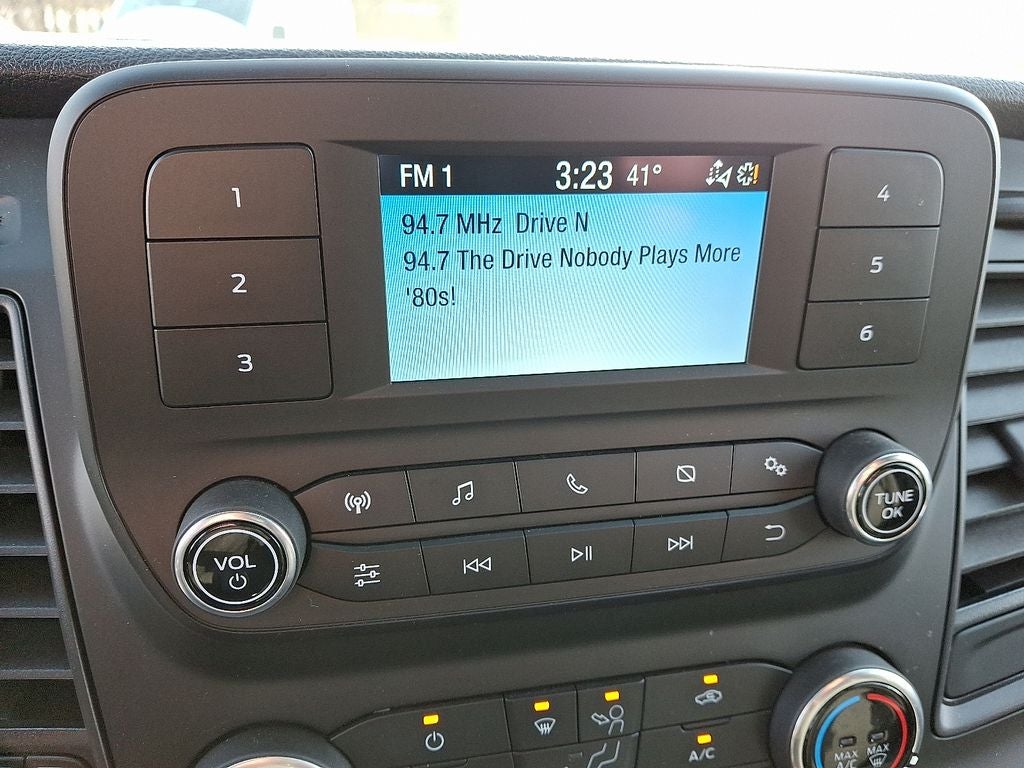 FM 1 3:23 41°
94.7 MHz Drive N
94.7 The Drive Nobody Plays More
'80s!
1
2
3
4
5
6
VOL
TUNE
OK
A/C
MAX
A/C
MAX